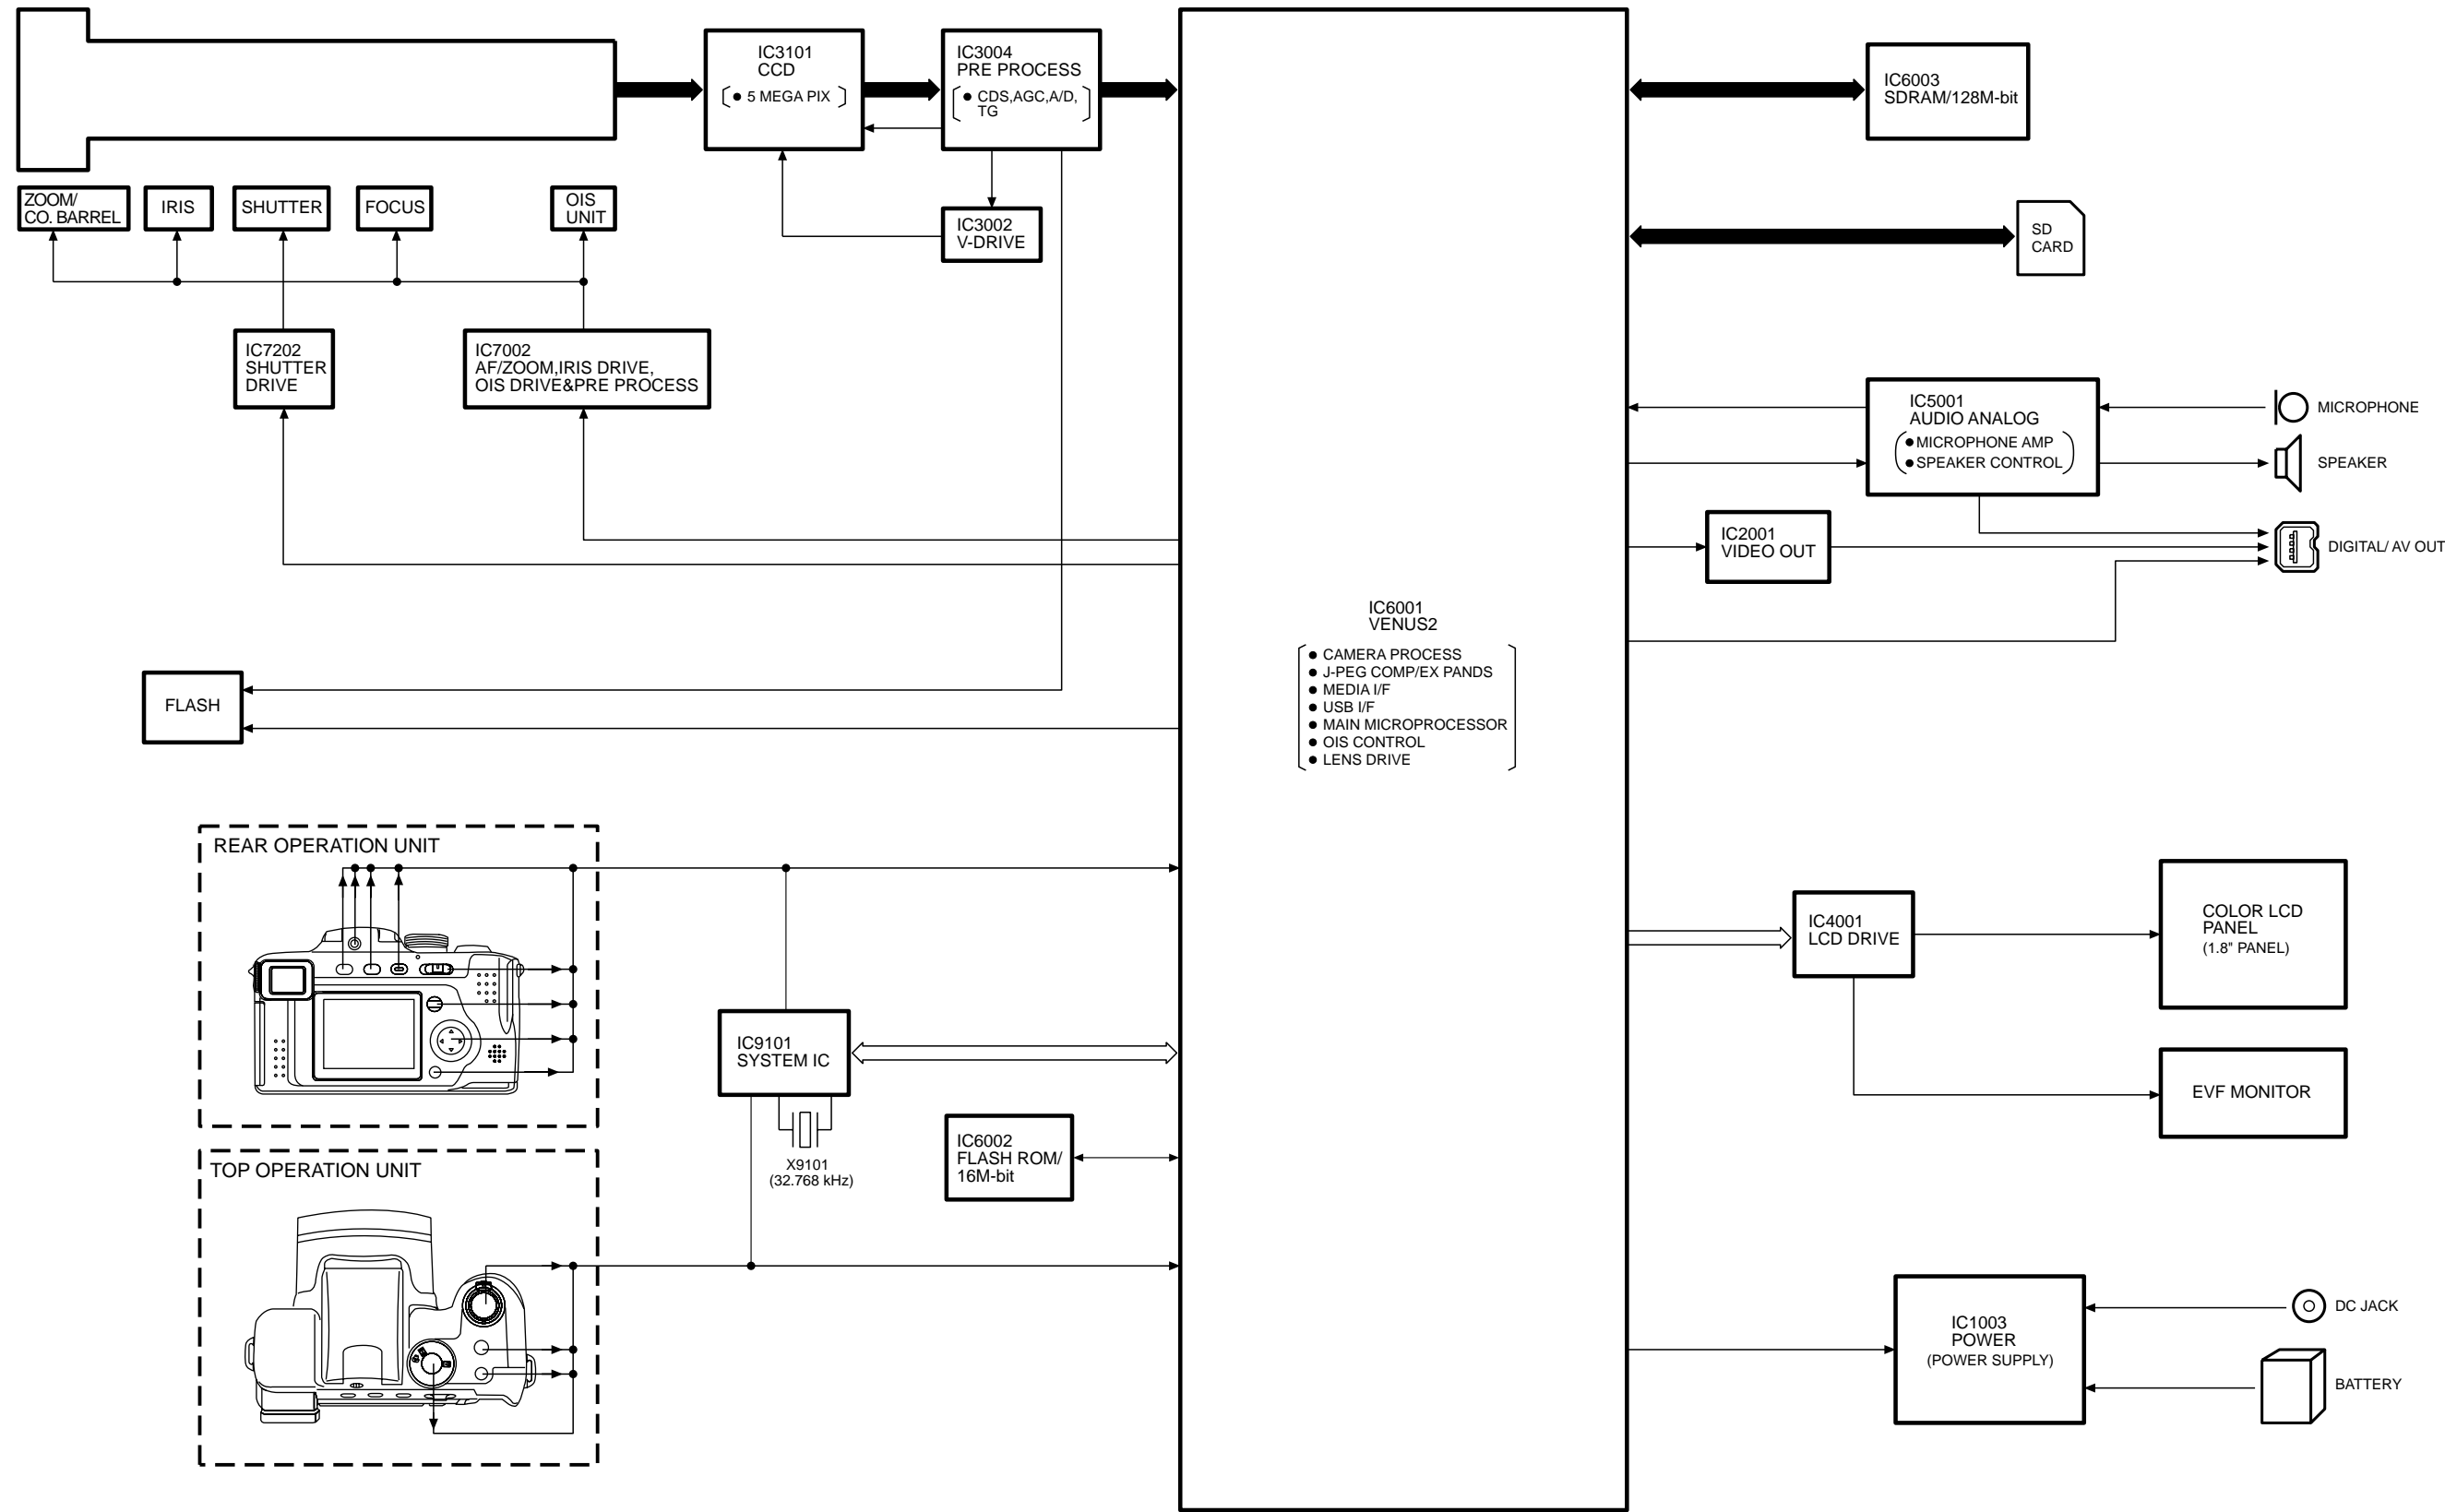 IC3101
CCD
● 5 MEGA PIX
IC3004
PRE PROCESS
● CDS,AGC,A/D,
TG
IC6003
SDRAM/128M-bit
ZOOM/
CO. BARREL
IRIS
SHUTTER
FOCUS
OIS
UNIT
IC3002
V-DRIVE
SD
CARD
IC7202
SHUTTER
DRIVE
IC7002
AF/ZOOM,IRIS DRIVE,
OIS DRIVE&PRE PROCESS
IC5001
AUDIO ANALOG
● MICROPHONE AMP
● SPEAKER CONTROL
MICROPHONE
SPEAKER
IC2001
VIDEO OUT
DIGITAL/ AV OUT
IC6001
VENUS2
● CAMERA PROCESS
● J-PEG COMP/EX PANDS
● MEDIA I/F
● USB I/F
● MAIN MICROPROCESSOR
● OIS CONTROL
● LENS DRIVE
FLASH
REAR OPERATION UNIT
IC4001
LCD DRIVE
COLOR LCD
PANEL
(1.8" PANEL)
IC9101
SYSTEM IC
EVF MONITOR
X9101
(32.768 kHz)
IC6002
FLASH ROM/
16M-bit
TOP OPERATION UNIT
IC1003
POWER
(POWER SUPPLY)
DC JACK
BATTERY